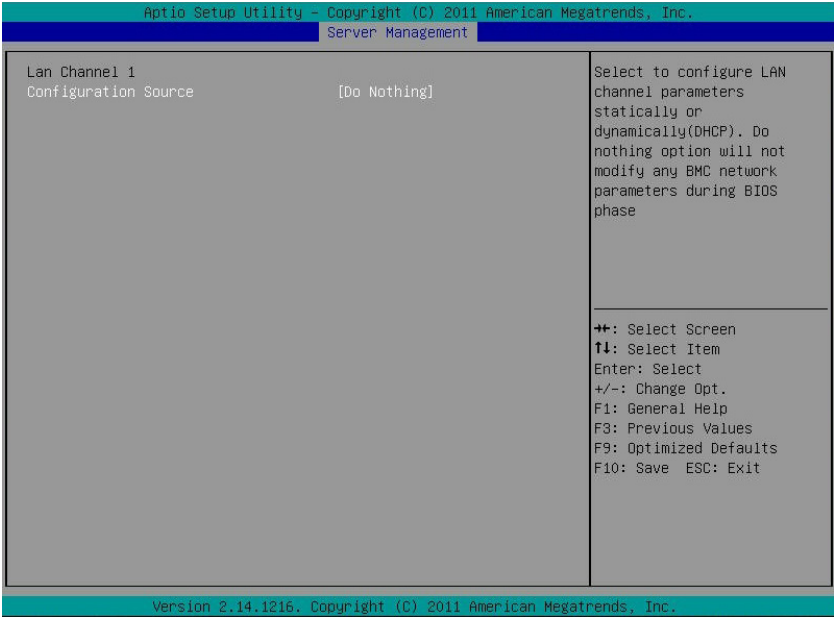 Aptio Setup Utility – Copyright (C) 2011 American Megatrends, Inc.
Server Management
Lan Channel 1
Configuration Source [Do Nothing]
Select to configure LAN
channel parameters
statically or
dynamically(DHCP). Do
nothing option will not
modify any BMC network
parameters during BIOS
phase
→←: Select Screen
↑↓: Select Item
Enter: Select
+/-: Change Opt.
F1: General Help
F3: Previous Values
F9: Optimized Defaults
F10: Save ESC: Exit
Version 2.14.1216. Copyright (C) 2011 American Megatrends, Inc.